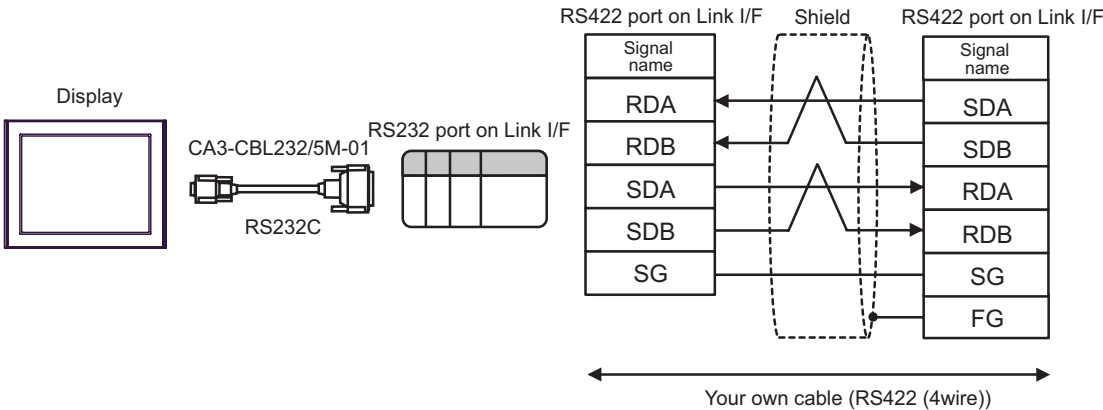 Display
CA3-CBL232/5M-01
RS232C
RS232 port on Link I/F
RS422 port on Link I/F
Shield
RS422 port on Link I/F
Signal
name
RDA
RDB
SDA
SDB
SG
Signal
name
SDA
SDB
RDA
RDB
SG
FG
Your own cable (RS422 (4wire))